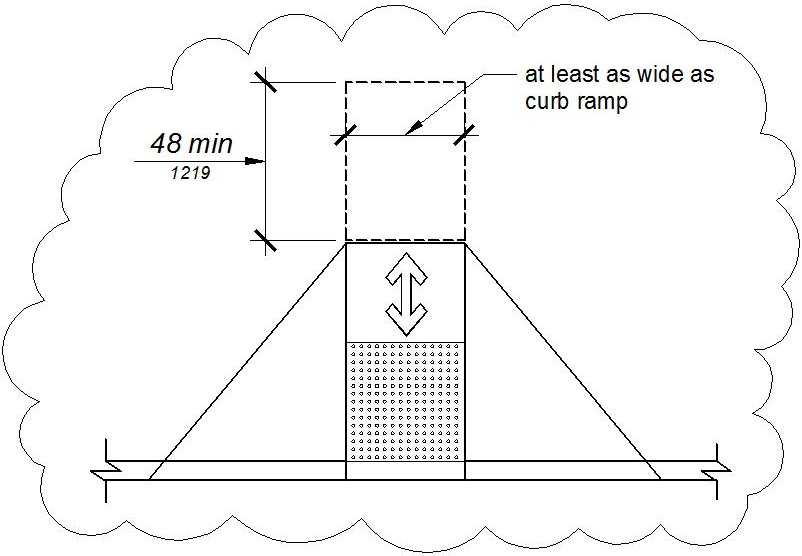 at least as wide as
curb ramp
48 min
1219